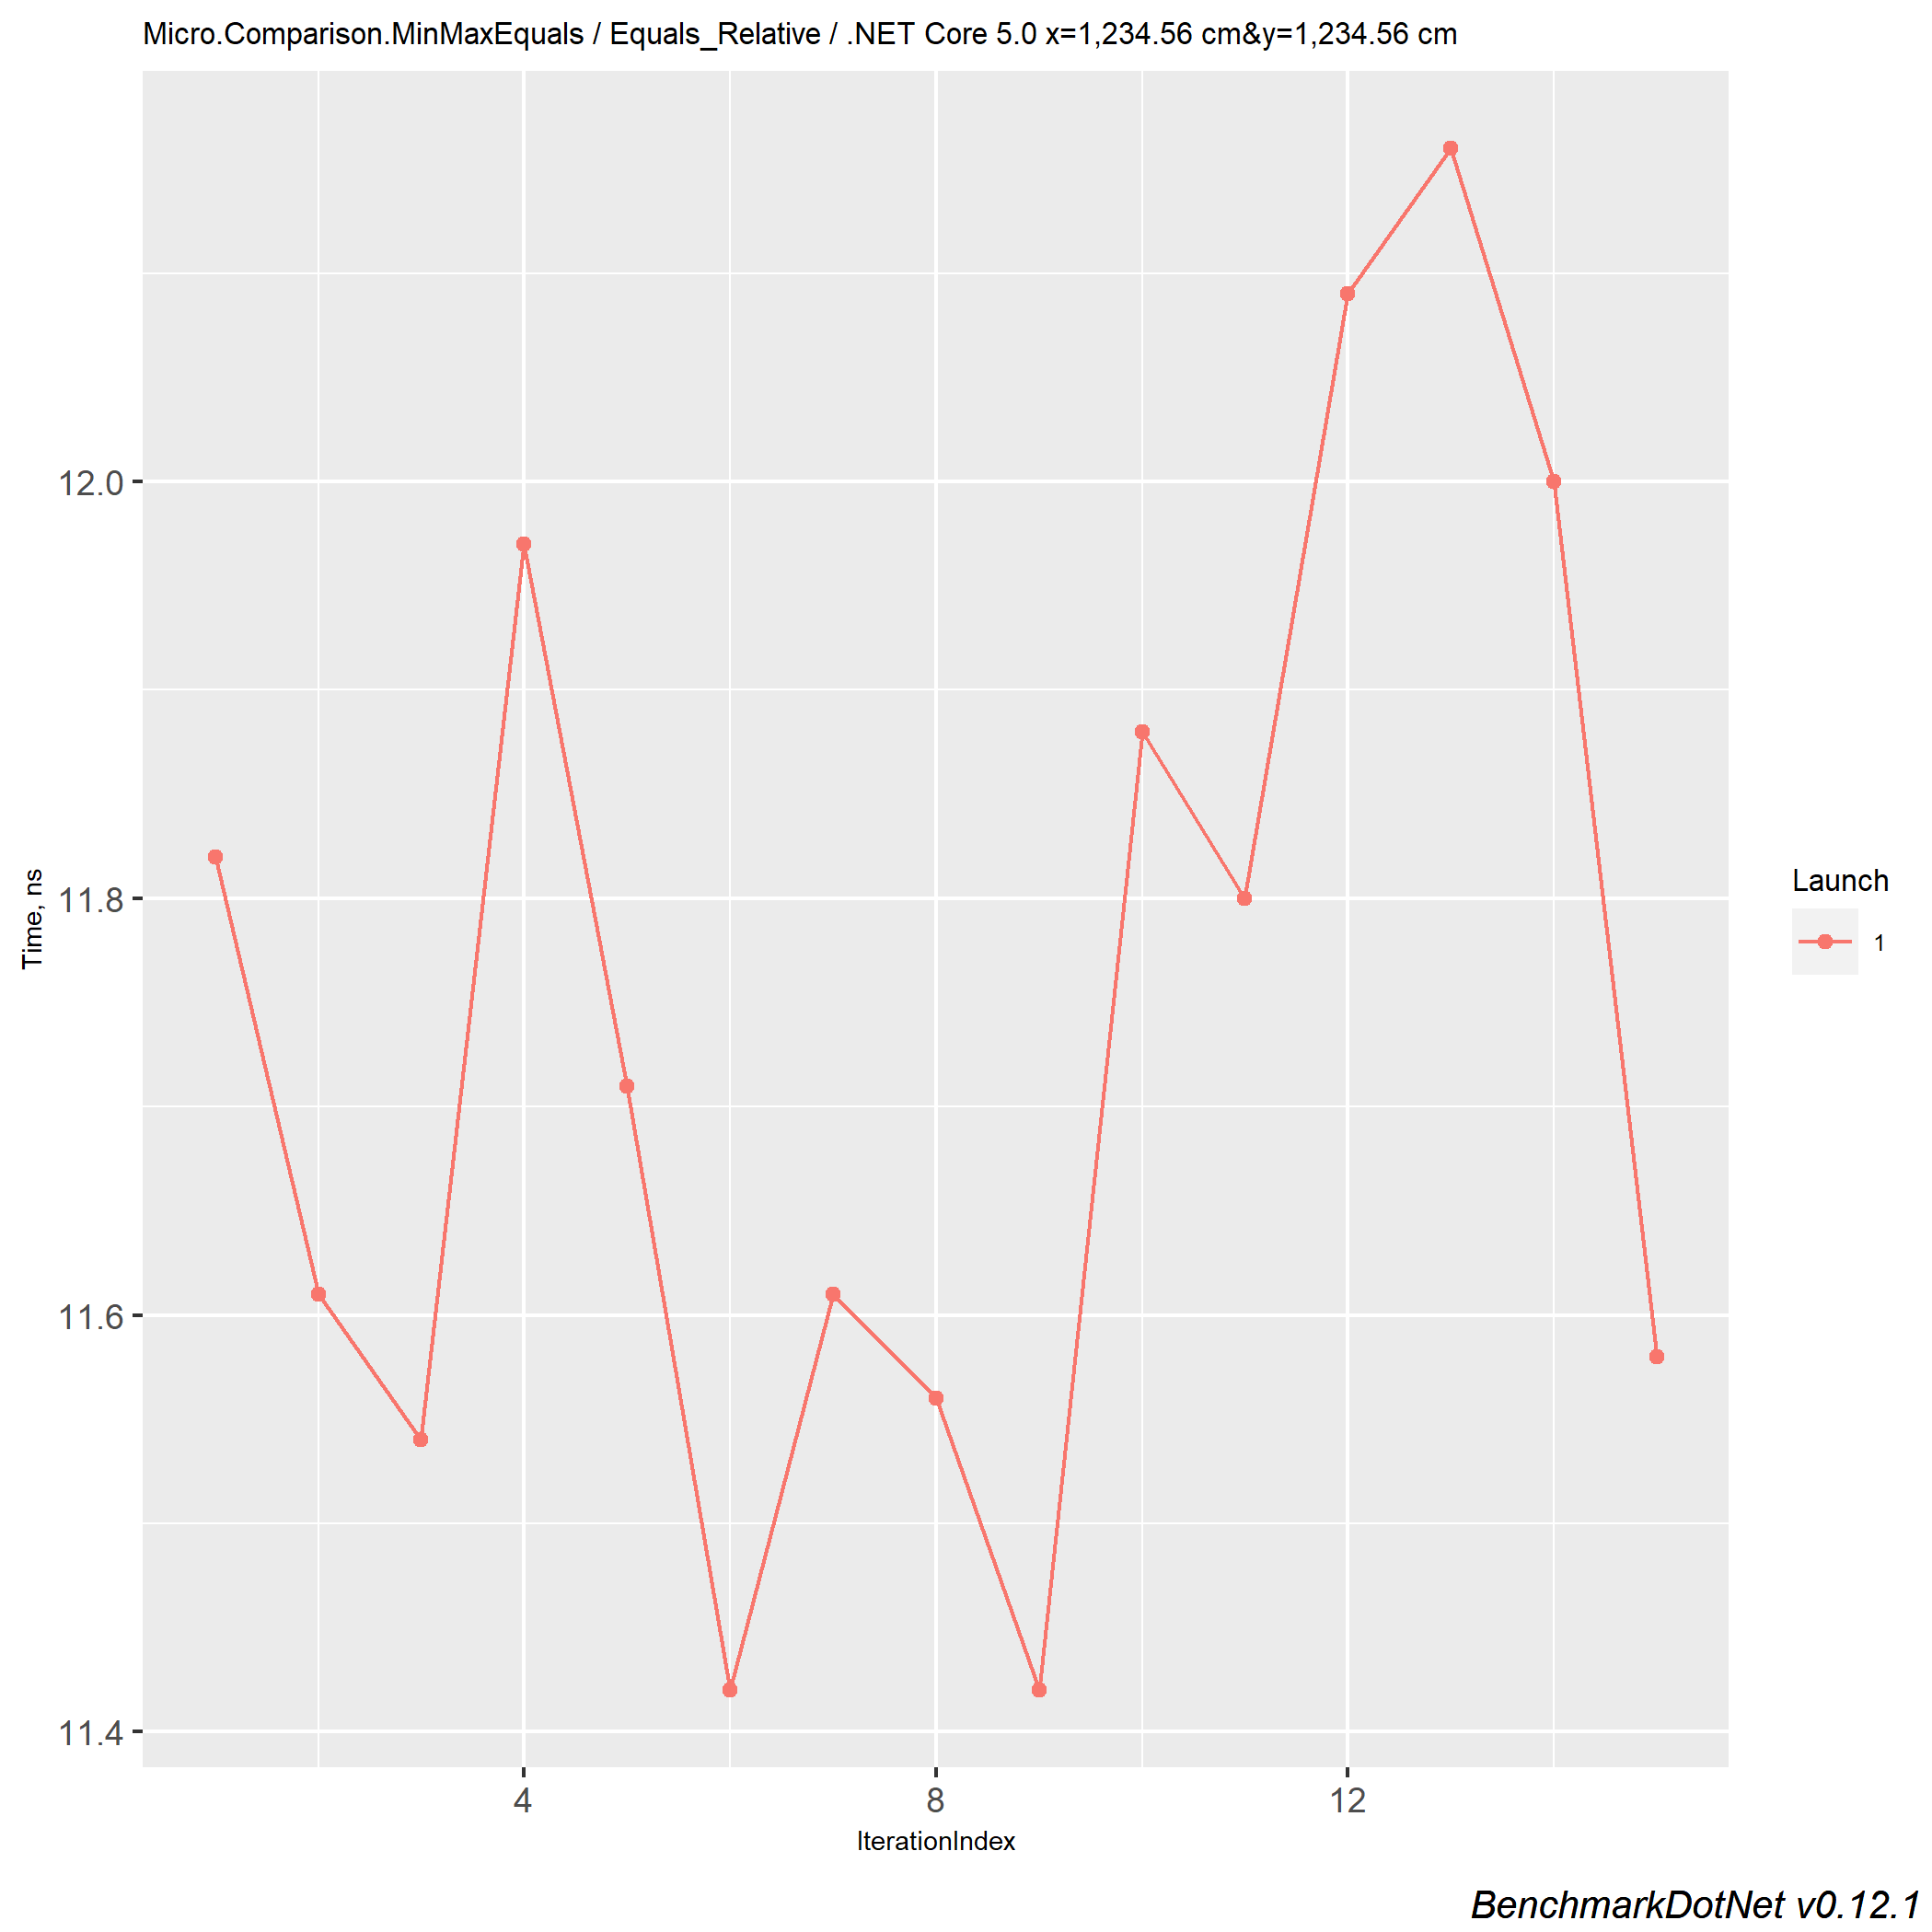 Micro.Comparison.MinMaxEquals / Equals_Relative / .NET Core 5.0 x=1,234.56 cm&y=1,234.56 cm
Time, ns
12.0
11.8
11.6
11.4
4
8
12
IterationIndex
Launch
1
BenchmarkDotNet v0.12.1